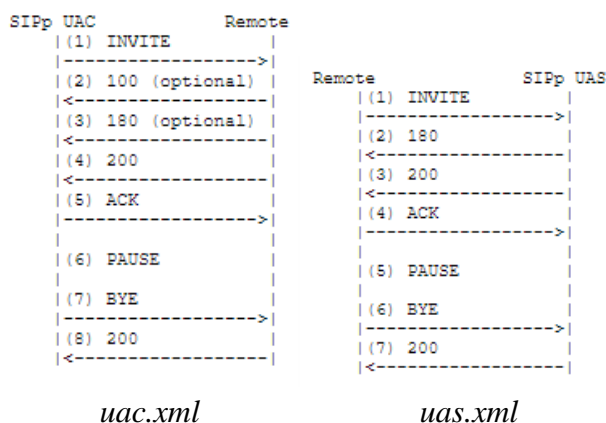 SIPp UAC Remote
|(1) INVITE |
|------------------>|
|(2) 100 (optional) |
|<------------------|
|(3) 180 (optional) |
|<------------------|
|(4) 200 |
|<------------------|
|(5) ACK |
|------------------>|
| |
|(6) PAUSE |
| |
|(7) BYE |
|------------------>|
|(8) 200 |
|<------------------|
uac.xml
Remote SIPp UAS
|(1) INVITE |
|------------------>|
|(2) 180 |
|<------------------|
|(3) 200 |
|<------------------|
|(4) ACK |
|------------------>|
| |
|(5) PAUSE |
| |
|(6) BYE |
|------------------>|
|(7) 200 |
|<------------------|
uas.xml